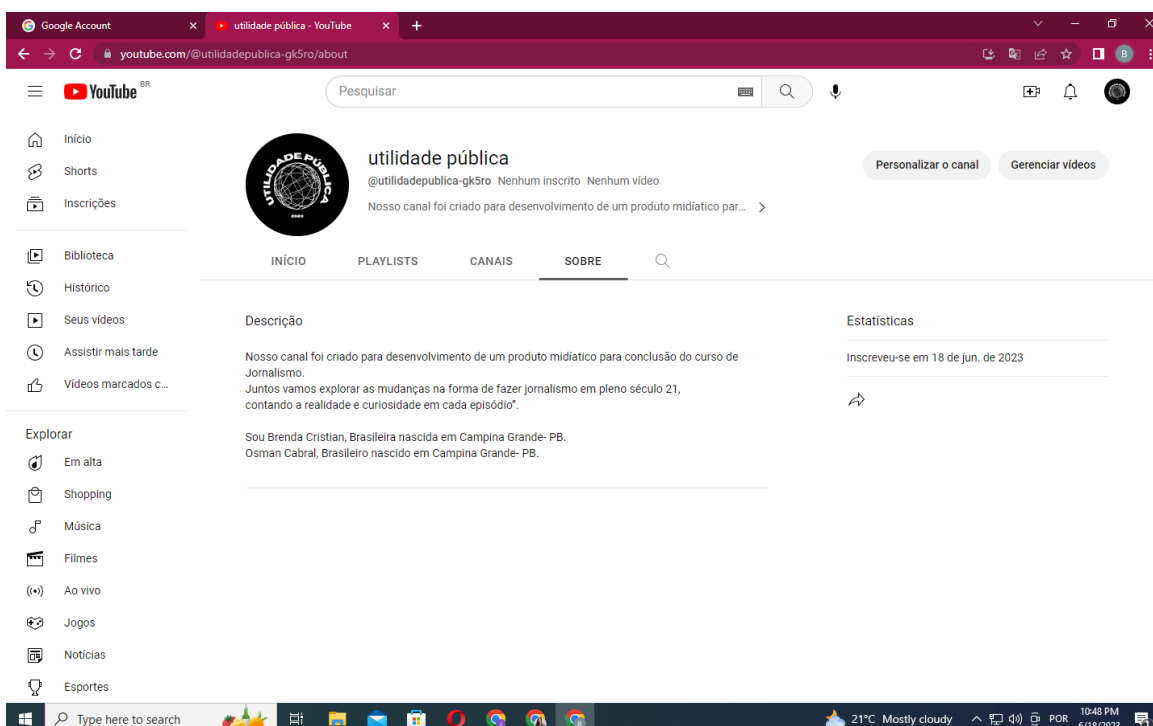 Google Account
utilidade pública - YouTube
youtube.com/@utilidadepublica-gk5ro/about
B
YouTube BR
Pesquisar
Início
Shorts
Inscrições
Biblioteca
Histórico
Seus vídeos
Assistir mais tarde
Vídeos marcados c...
Explorar
Em alta
Shopping
Música
Filmes
Ao vivo
Jogos
Notícias
Esportes
UTILIDADE PÚBLICA
2023
utilidade pública
@utilidadepublica-gk5ro Nenhum inscrito Nenhum vídeo
Nosso canal foi criado para desenvolvimento de um produto midíatico par...
Personalizar o canal
Gerenciar vídeos
INÍCIO PLAYLISTS CANAIS SOBRE
Descrição
Nosso canal foi criado para desenvolvimento de um produto midíatico para conclusão do curso de
Jornalismo.
Juntos vamos explorar as mudanças na forma de fazer jornalismo em pleno século 21,
contando a realidade e curiosidade em cada episódio”.
Sou Brenda Cristian, Brasileira nascida em Campina Grande- PB.
Osman Cabral, Brasileiro nascido em Campina Grande- PB.
Estatísticas
Inscreveu-se em 18 de jun. de 2023
Type here to search
21°C Mostly cloudy
POR
10:48 PM
6/18/2023